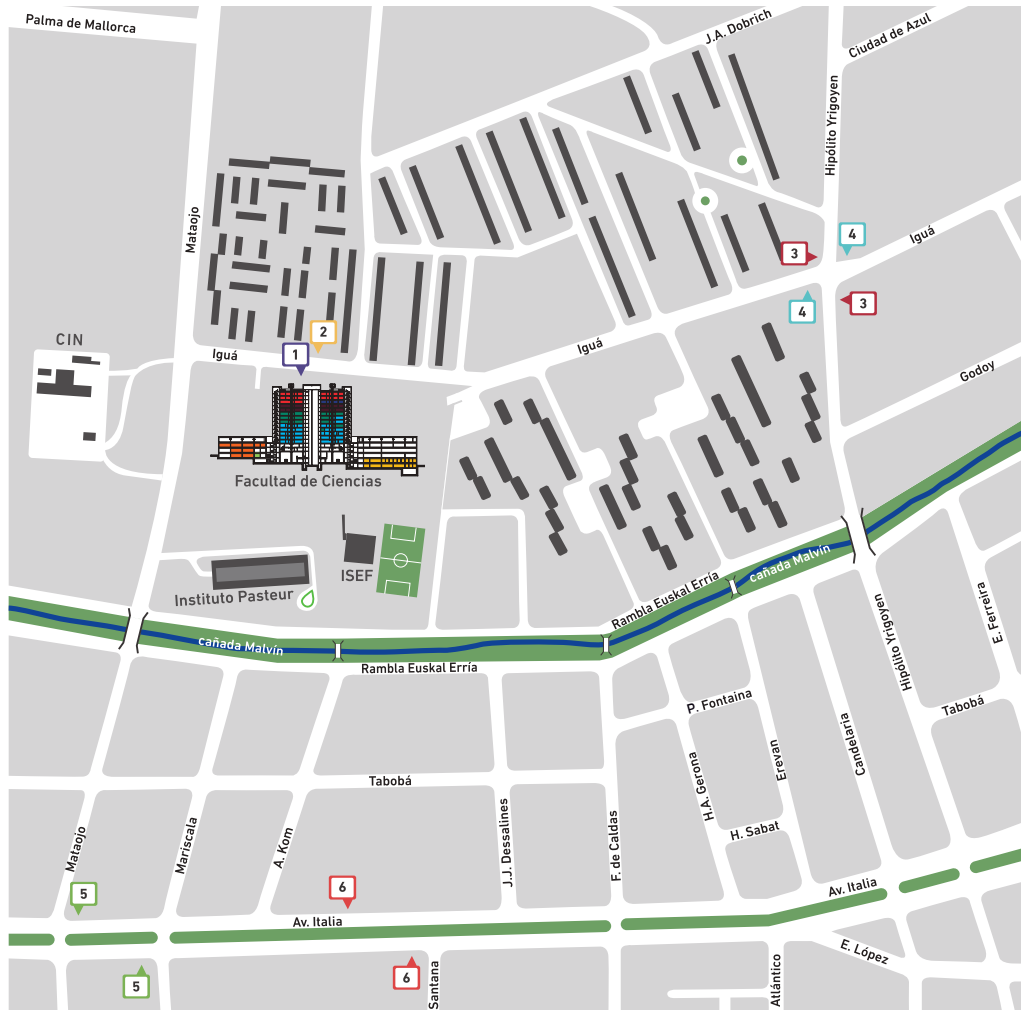 Palma de Mallorca
J.A. Dobrich
Ciudad de Azul
Hipólito Yrigoyen
Mataojo
4
Iguá
3
3
4
2
1
Iguá
Iguá
CIN
Godoy
Facultad de Ciencias
ISEF
Instituto Pasteur
cañada Malvín
Rambla Euskal Erría
cañada Malvín
Rambla Euskal Erría
Hipólito Yrigoyen
E. Ferreira
P. Fontaina
Tabobá
Candelaria
Erevan
H.A. Gerona
Tabobá
H. Sabat
Mataojo
Mariscala
A. Kom
J.J. Dessalines
F. de Caldas
5
6
Av. Italia
Av. Italia
E. López
5
6
Santana
Atlántico